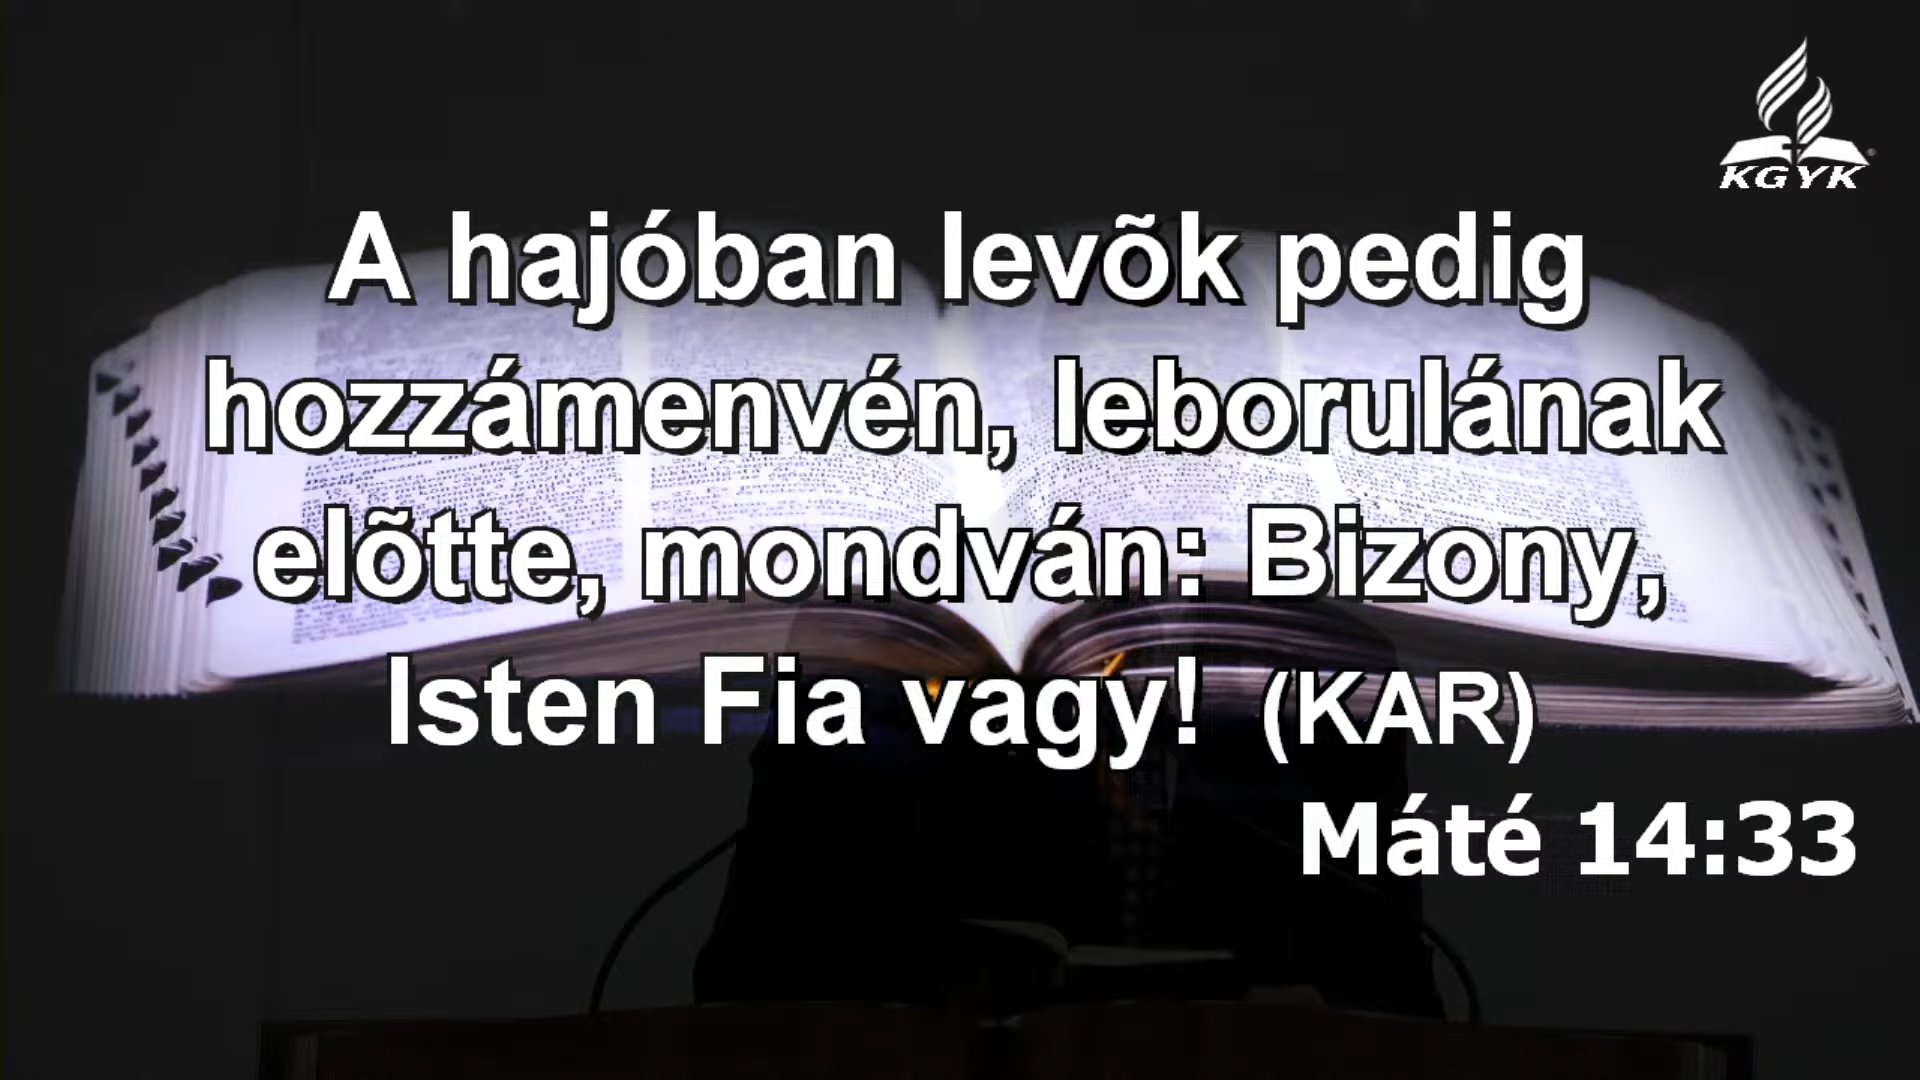 KGYK
A hajóban levõk pedig
hozzámenvén, leborulának
elõtte, mondván: Bizony,
Isten Fia vagy! (KAR)
Máté 14:33